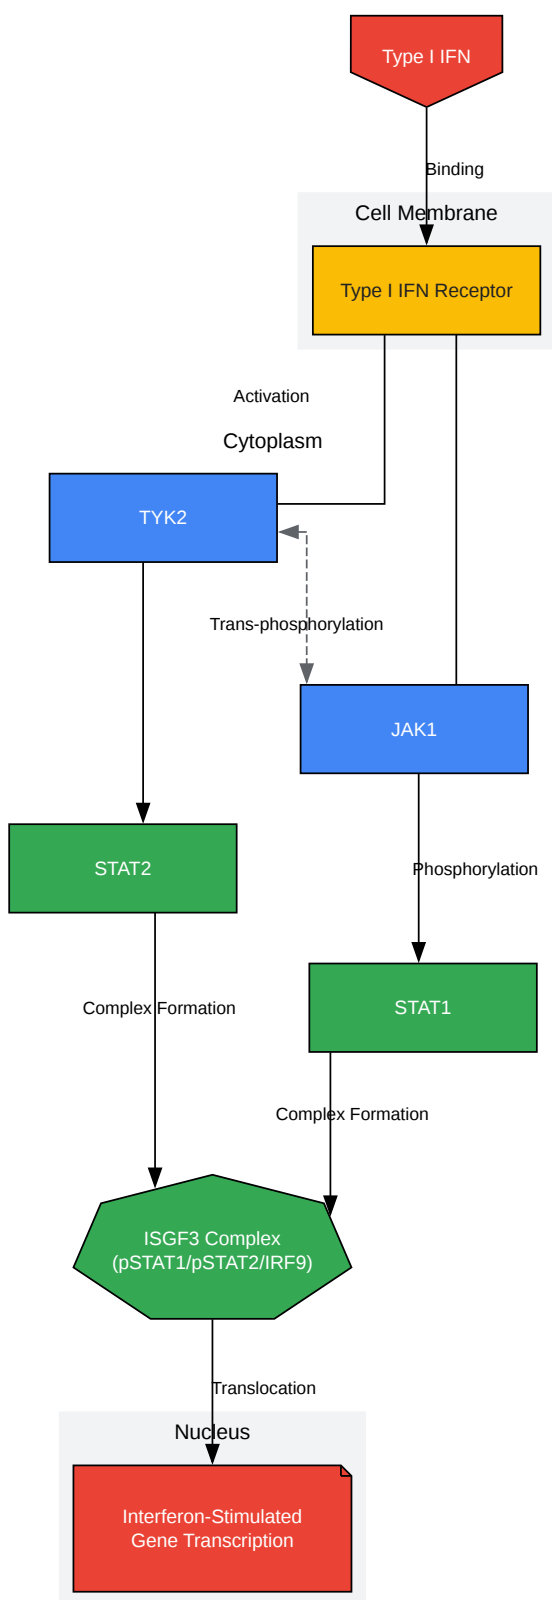 Type I IFN
Binding
Cell Membrane
Type I IFN Receptor
Activation
Cytoplasm
TYK2
Trans-phosphorylation
JAK1
STAT2
Phosphorylation
Complex Formation
STAT1
Complex Formation
ISGF3 Complex
(pSTAT1/pSTAT2/IRF9)
Translocation
Nucleus
Interferon-Stimulated
Gene Transcription